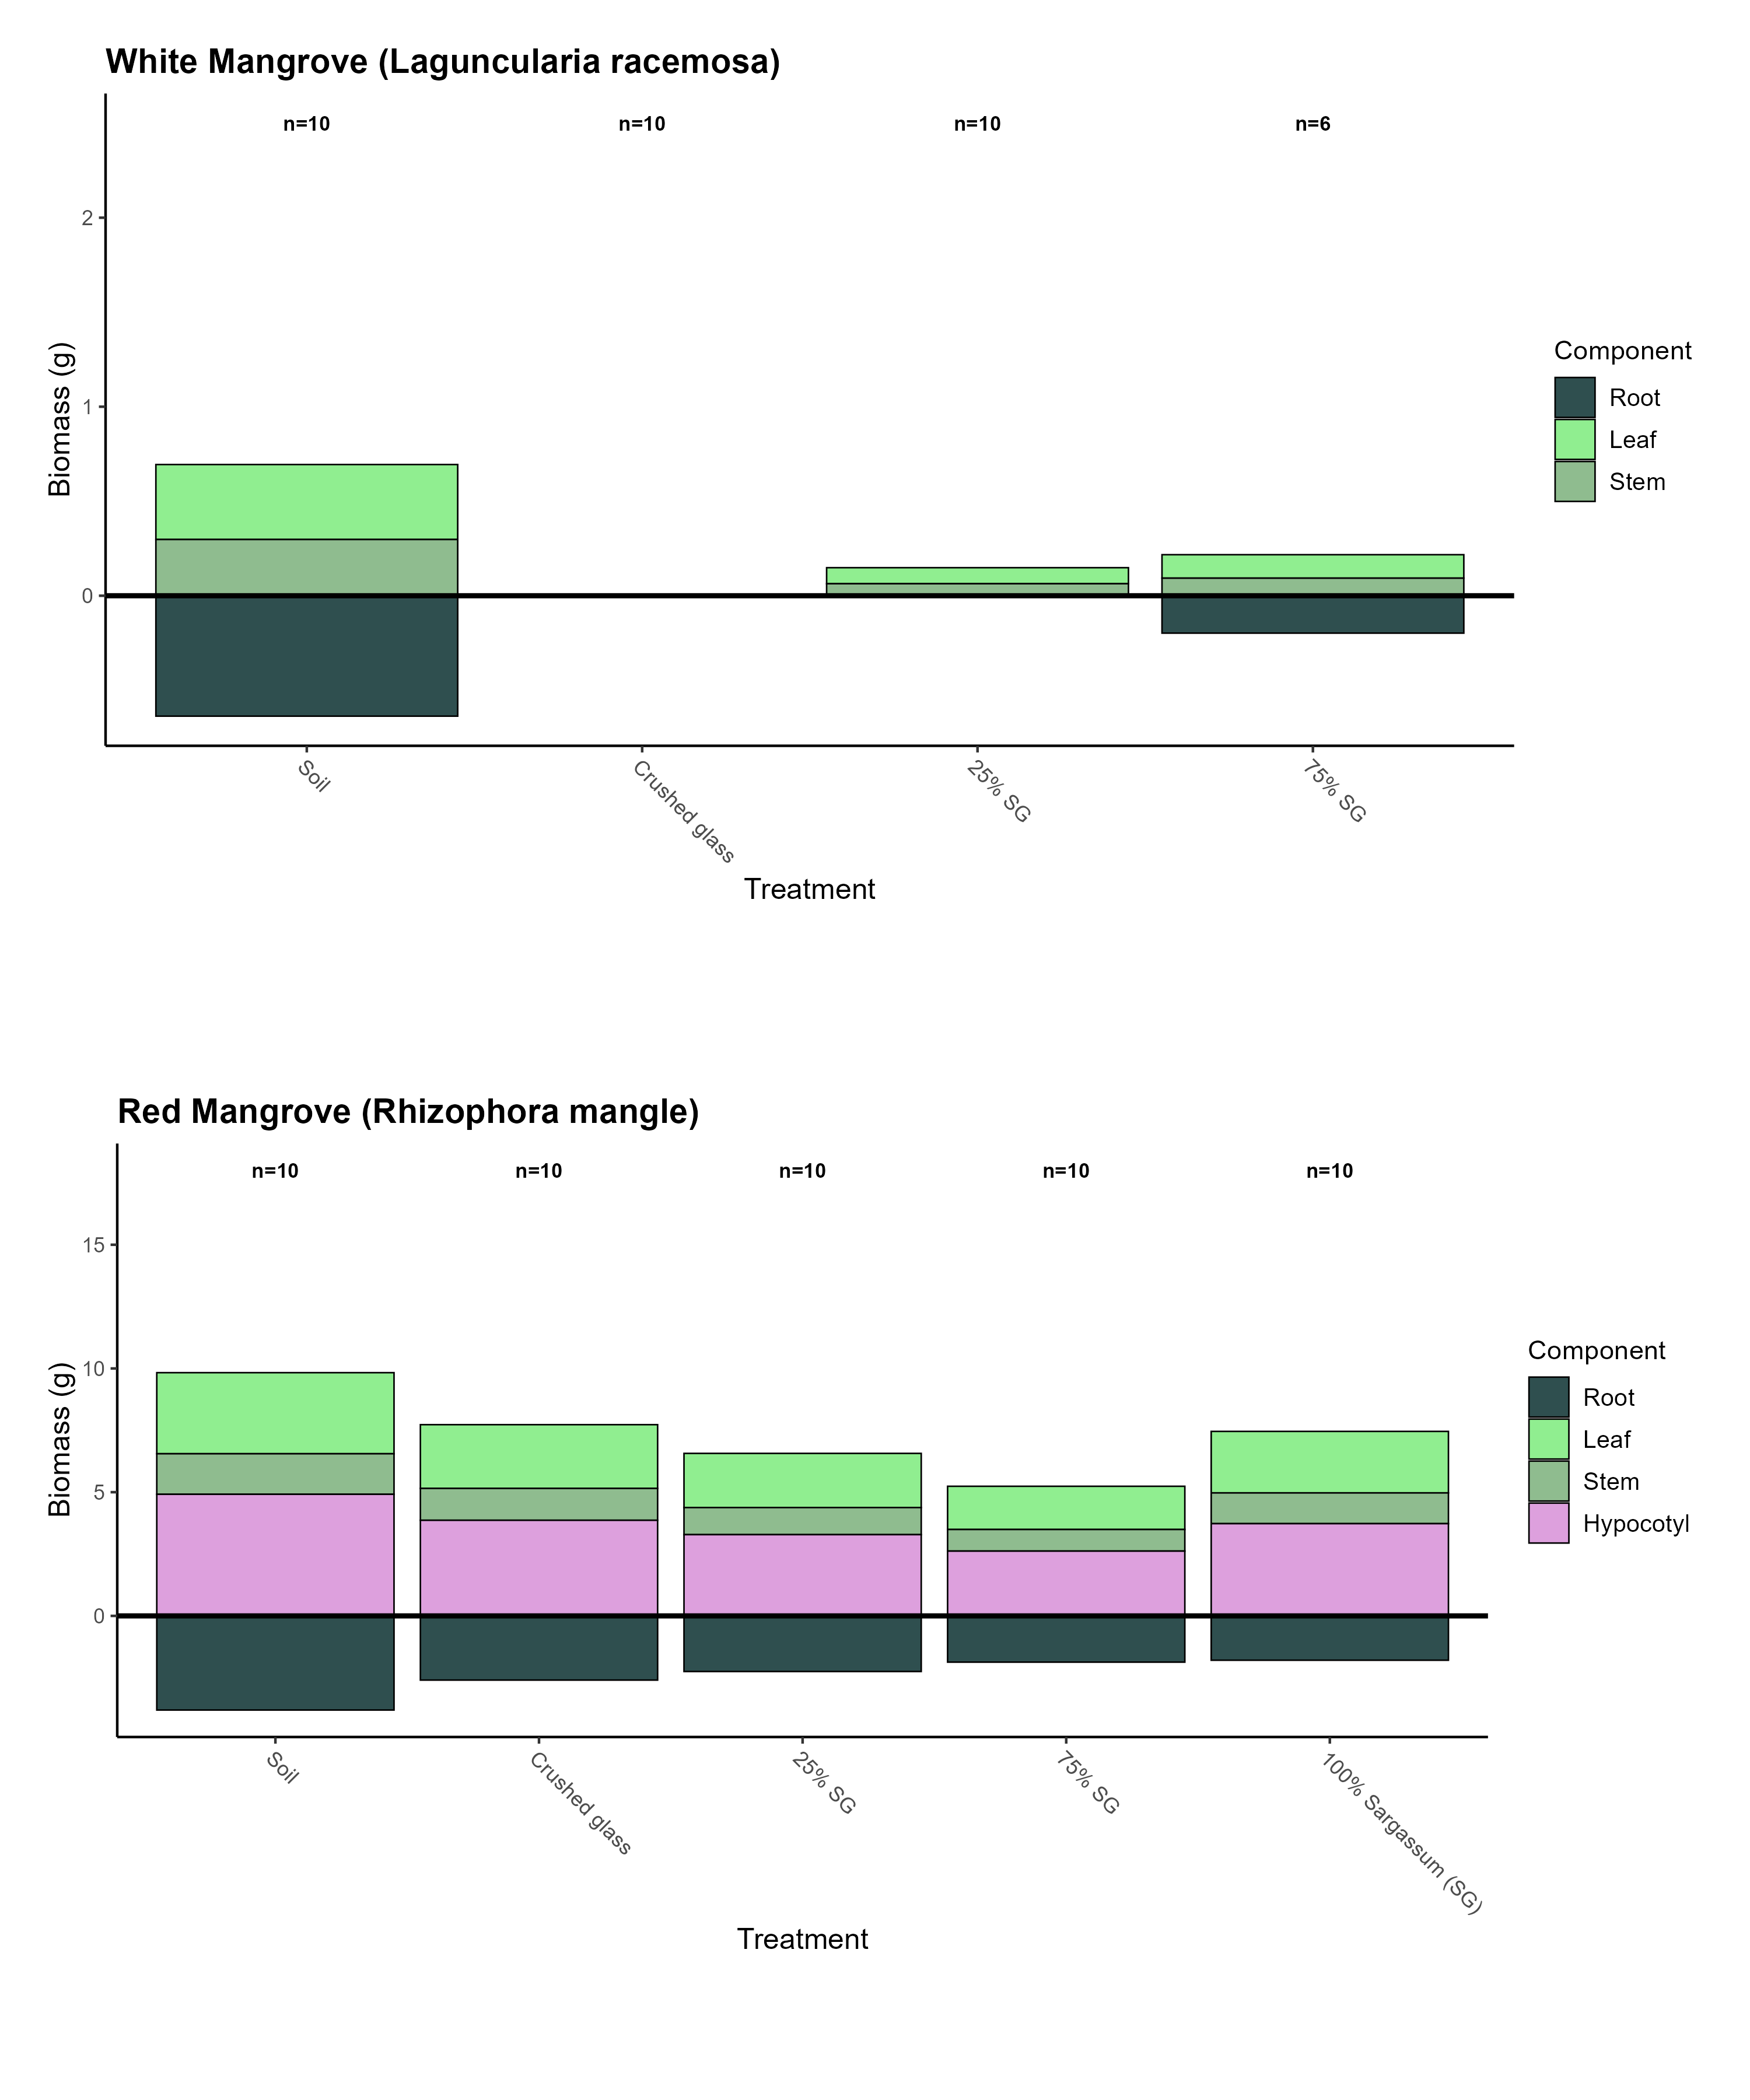 White Mangrove (Laguncularia racemosa)
n=10
n=10
n=10
n=6
2
1
0
Biomass (g)
Soil
Crushed glass
25% SG
75% SG
Treatment
Component
Root
Leaf
Stem
Red Mangrove (Rhizophora mangle)
n=10
n=10
n=10
n=10
n=10
15
10
5
0
Biomass (g)
Soil
Crushed glass
25% SG
75% SG
100% Sargassum (SG)
Treatment
Component
Root
Leaf
Stem
Hypocotyl